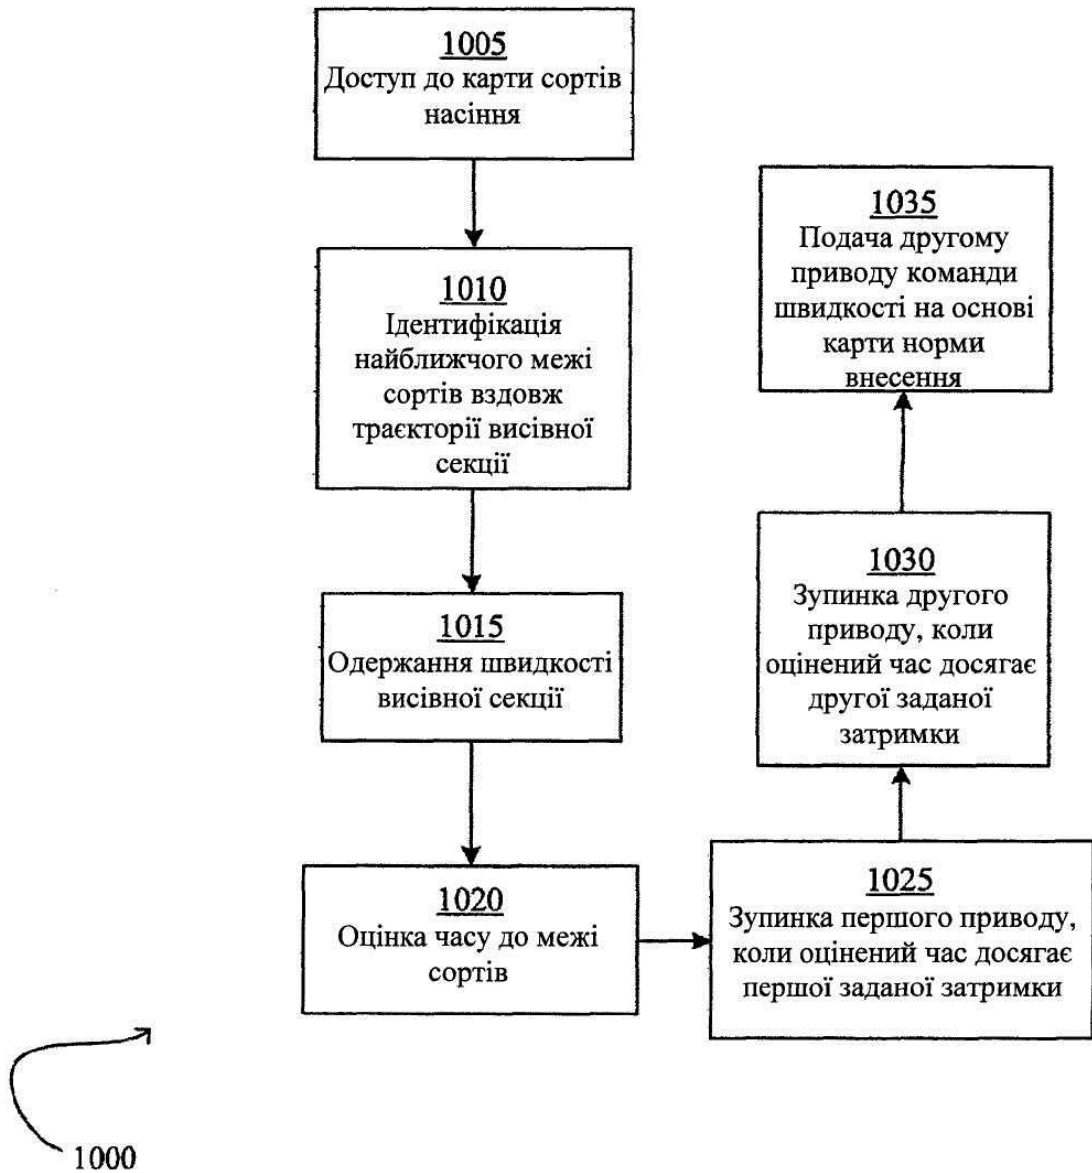 1005
Доступ до карти сортів
насіння
1010
Ідентифікація
найближчого межі
сортів вздовж
траєкторії висівної
секції
1015
Одержання швидкості
висівної секції
1020
Оцінка часу до межі
сортів
1025
Зупинка першого приводу,
коли оцінений час досягає
першої заданої затримки
1030
Зупинка другого
приводу, коли
оцінений час досягає
другої заданої
затримки
1035
Подача другому
приводу команди
швидкості на основі
карти норми
внесення
1000